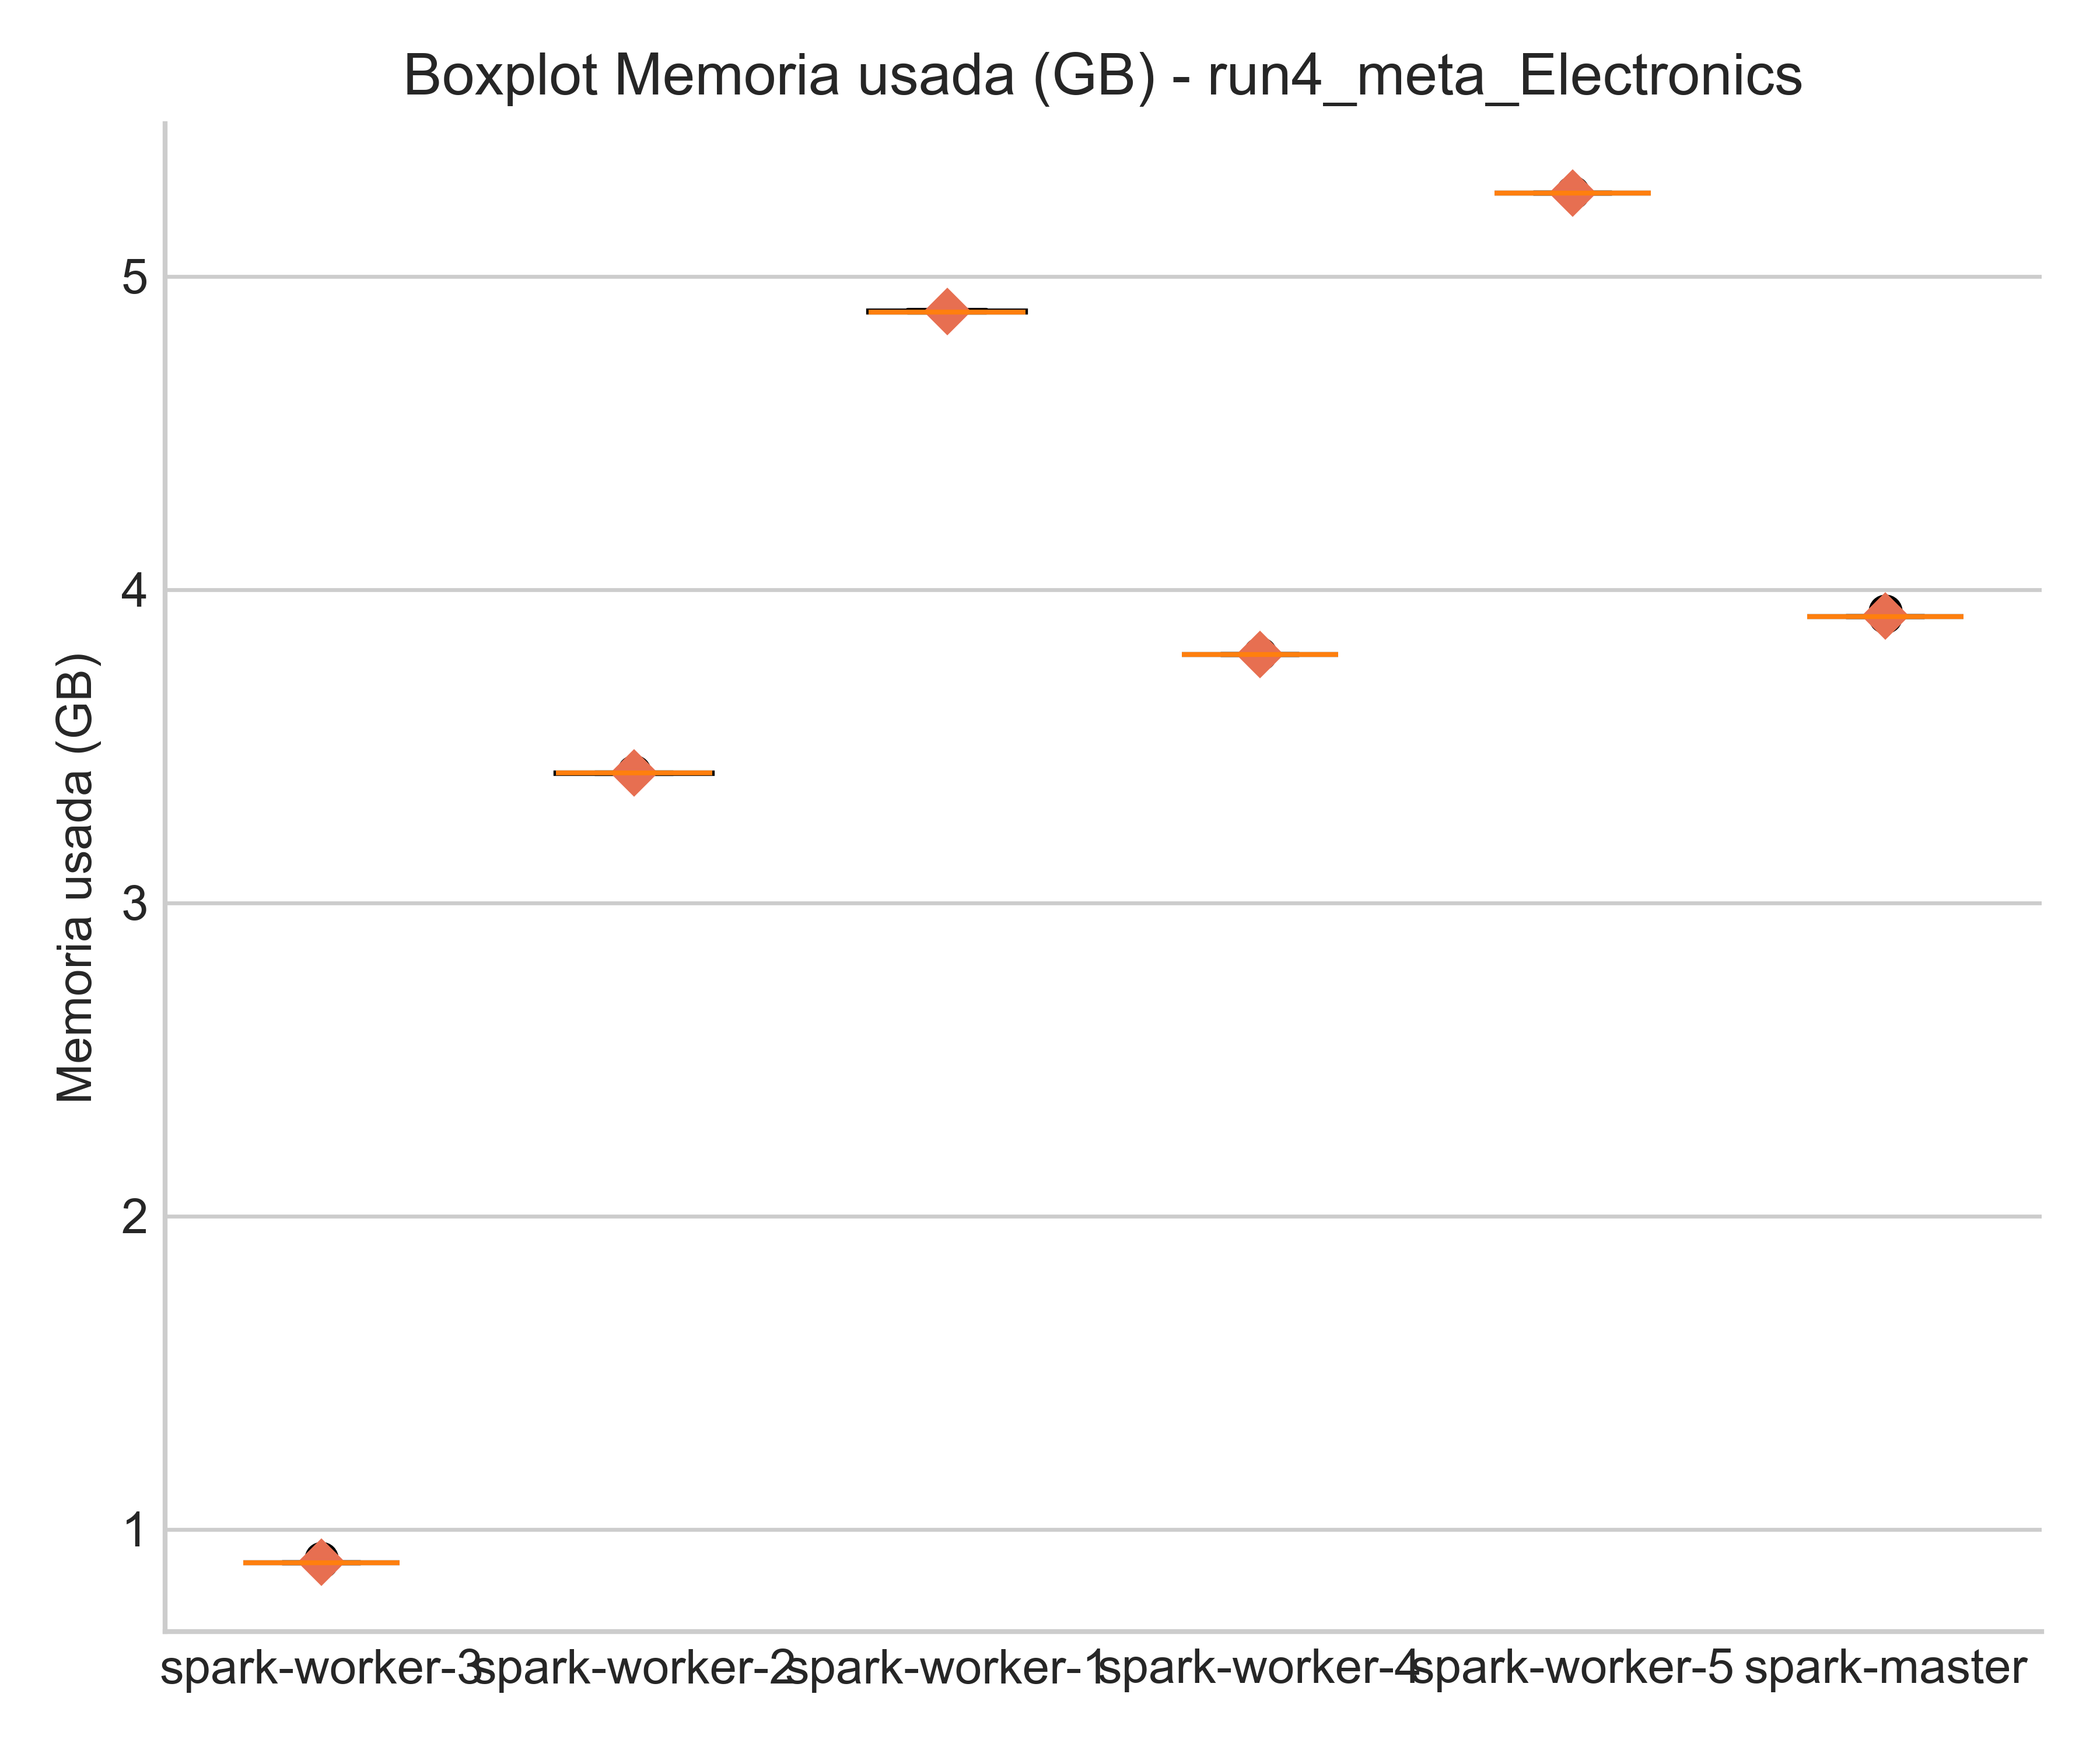 Boxplot Memoria usada (GB) - run4_meta_Electronics
Memoria usada (GB)
5
4
3
2
1
spark-worker-3 spark-worker-2 spark-worker-1 spark-worker-4 spark-worker-5 spark-master